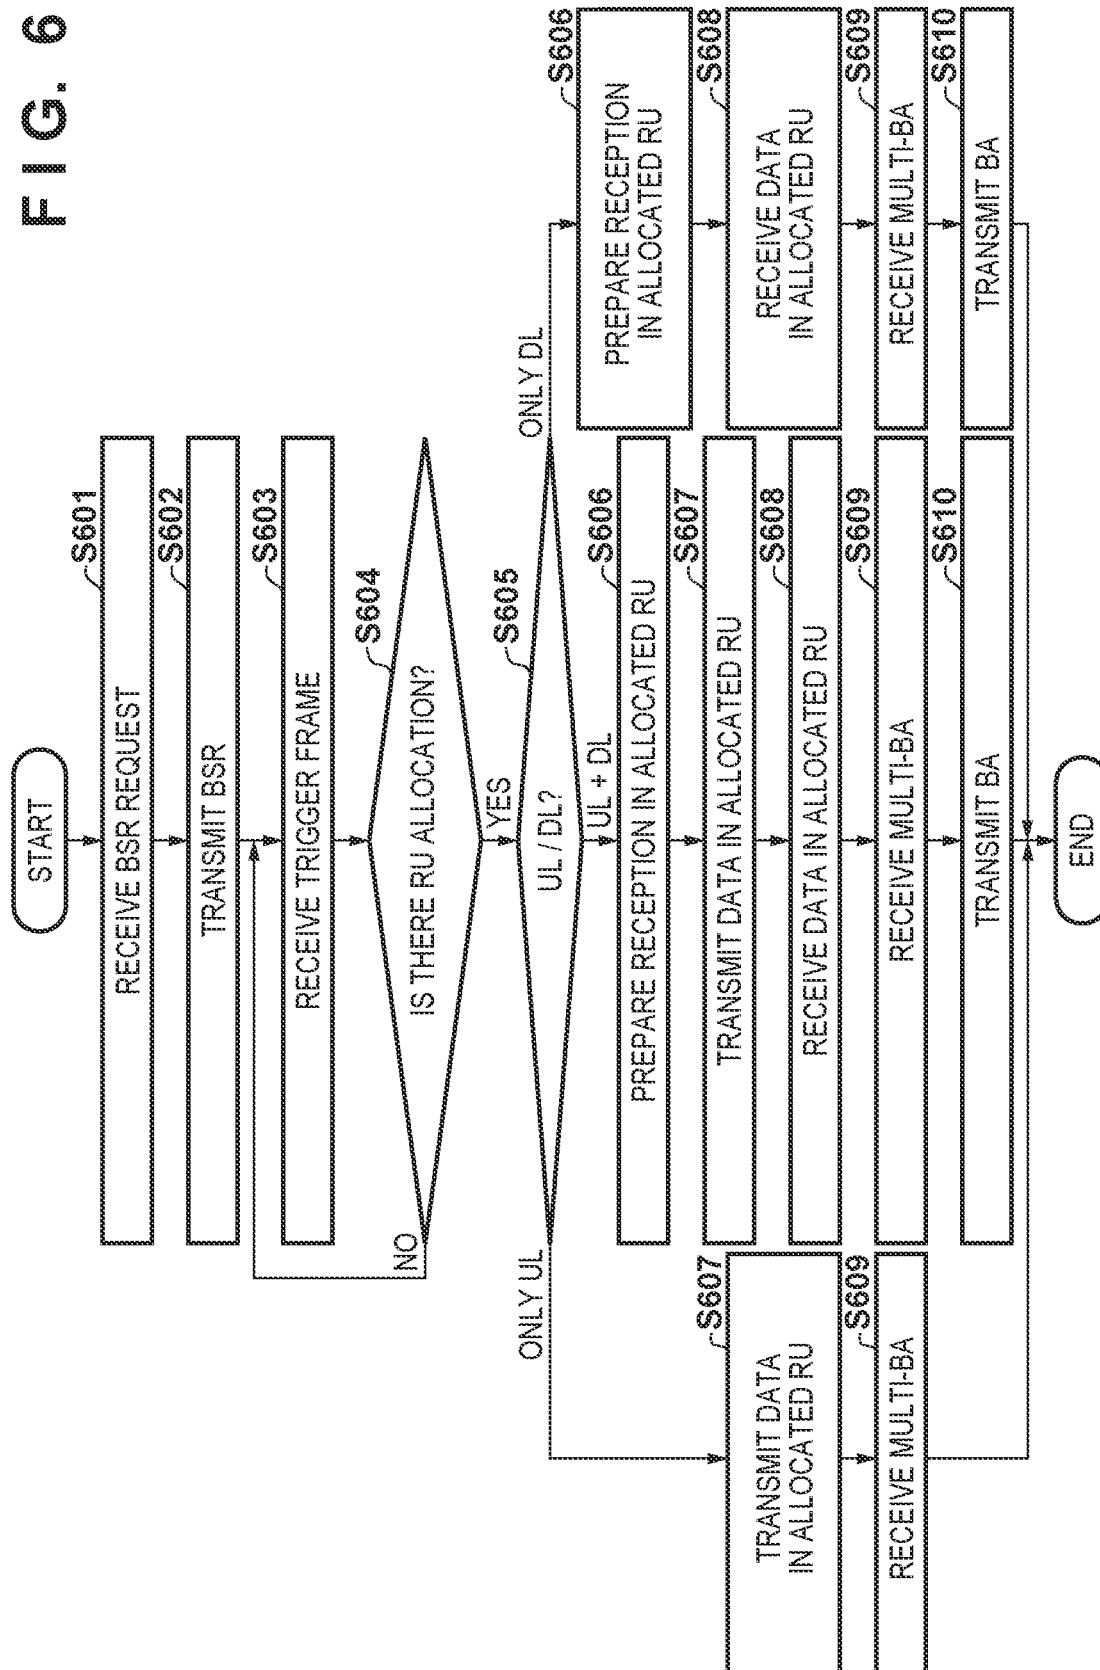 FIG. 6
START
S601
RECEIVE BSR REQUEST
S602
TRANSMIT BSR
S603
RECEIVE TRIGGER FRAME
S604
IS THERE RU ALLOCATION?
NO
YES
S605
UL / DL?
ONLY UL
UL + DL
ONLY DL
S607
TRANSMIT DATA
IN ALLOCATED RU
S609
RECEIVE MULTI-BA
S606
PREPARE RECEPTION IN ALLOCATED RU
S607
TRANSMIT DATA IN ALLOCATED RU
S608
RECEIVE DATA IN ALLOCATED RU
S609
RECEIVE MULTI-BA
S610
TRANSMIT BA
S606
PREPARE RECEPTION
IN ALLOCATED RU
S608
RECEIVE DATA
IN ALLOCATED RU
S609
RECEIVE MULTI-BA
S610
TRANSMIT BA
END